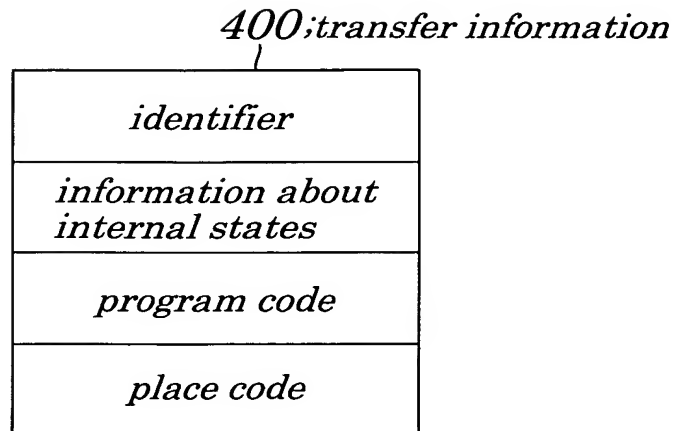 400;transfer information
identifier
information about
internal states
program code
place code